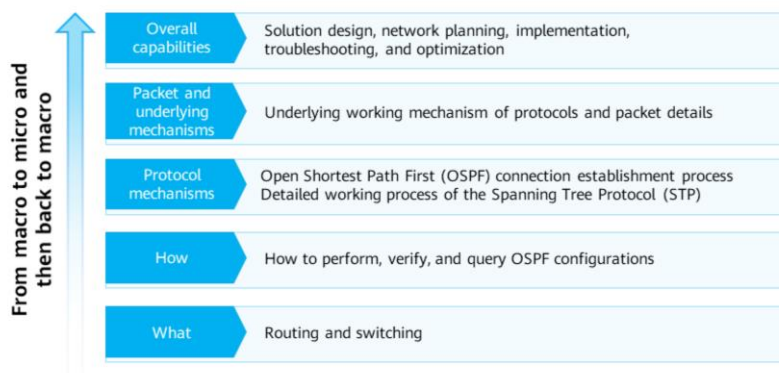 From macro to micro and
then back to macro
Overall
capabilities
Solution design, network planning, implementation,
troubleshooting, and optimization
Packet and
underlying
mechanisms
Underlying working mechanism of protocols and packet details
Protocol
mechanisms
Open Shortest Path First (OSPF) connection establishment process
Detailed working process of the Spanning Tree Protocol (STP)
How
How to perform, verify, and query OSPF configurations
What
Routing and switching